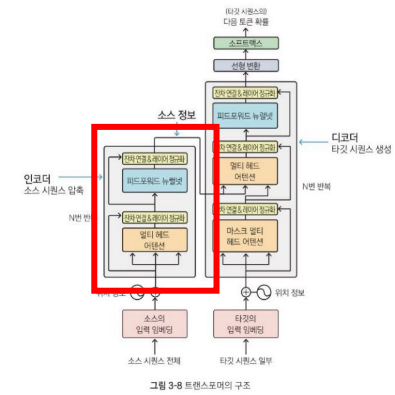 (타깃 시퀀스의)
다음 토큰 확률
소프트맥스
선형 변환
잔차 연결 & 레이어 정규화
피드포워드 뉴럴넷
소스 정보
디코더
타깃 시퀀스 생성
잔차 연결 & 레이어 정규화
멀티 헤드
어텐션
N번 반복
잔차 연결 & 레이어 정규화
마스크 멀티
헤드 어텐션
잔차 연결 & 레이어 정규화
피드포워드 뉴럴넷
인코더
소스 시퀀스 압축
N번 반
잔차 연결 & 레이어 정규화
멀티 헤드
어텐션
위치 정보
위치 정보
소스의
입력 임베딩
타깃의
입력 임베딩
소스 시퀀스 전체
타깃 시퀀스 일부
그림 3-8 트랜스포머의 구조